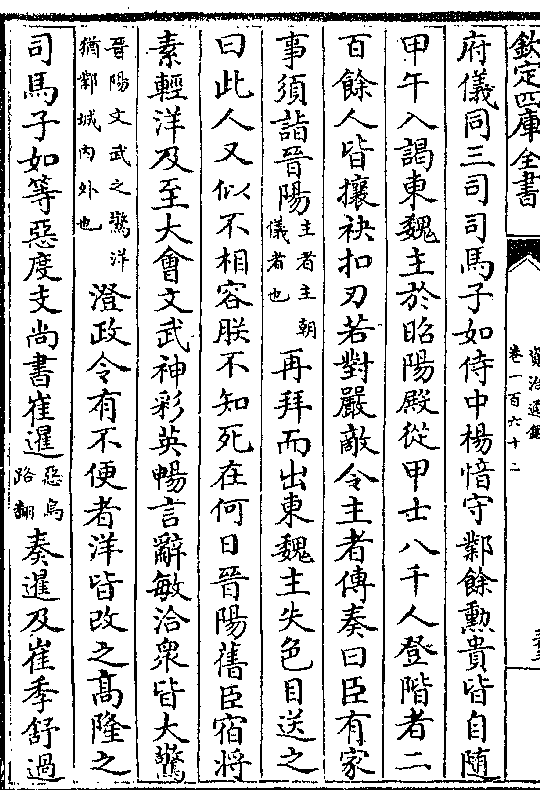 欽定四庫全書
資治通鑑
卷一百六十二
府儀同三司司馬子如侍中楊愔守鄴餘勲貴皆自随
甲午入謁東魏主於昭陽殿從甲士八千人登階者二
百餘人皆攘袂扣刃若對嚴敵令主者傳奏曰臣有家
事須詣晉陽主者主朝儀者也再拜而出東魏主失色目送之
曰此人又似不相容朕不知死在何日晉陽舊臣宿將
素輕洋及至大會文武神彩英暢言辭敏洽衆皆大驚
晉陽文武之驚洋猶鄴城内外也澄政令有不便者洋皆改之髙隆之
司馬子如等惡度支尚書崔暹惡烏路翻奏暹及崔季舒過